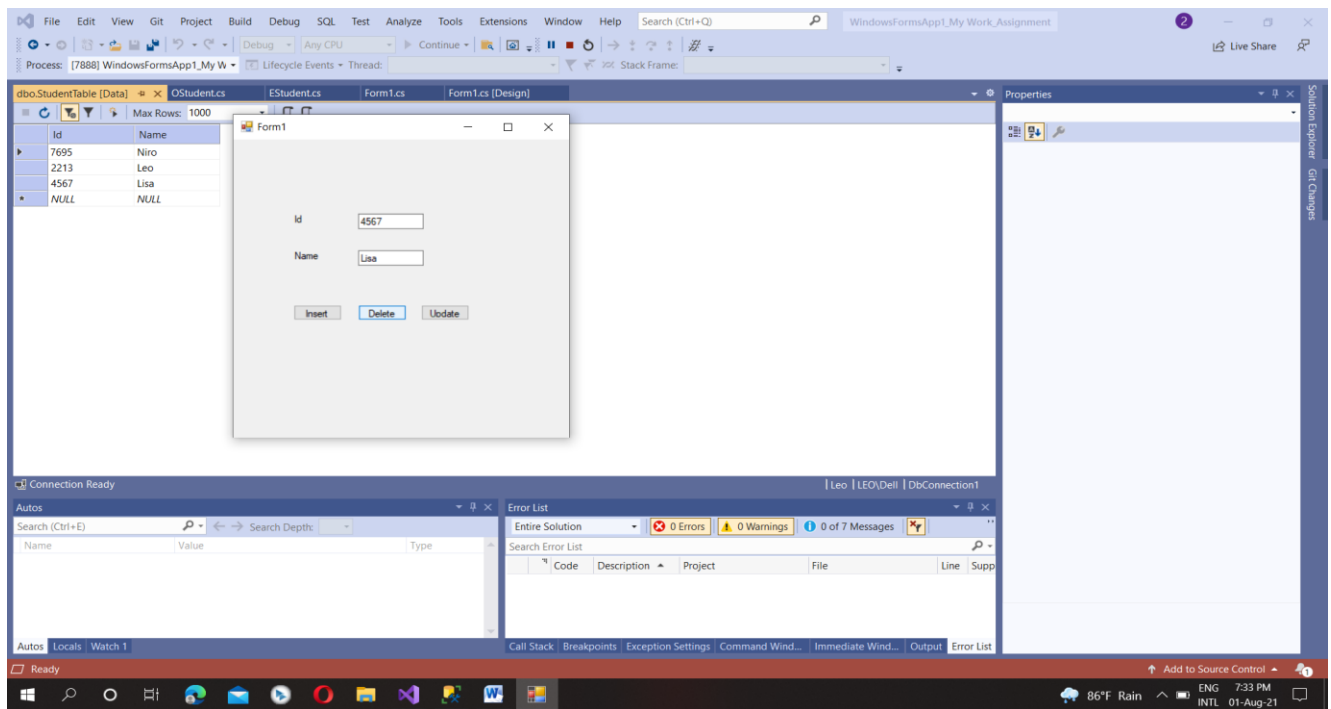 File Edit View Git Project Build Debug SQL Test Analyze Tools Extensions Window Help Search (Ctrl+Q) WindowsFormsApp1_My Work_Assignment 2
Debug Any CPU Continue Live Share
Process: [7888] WindowsFormsApp1_My W Lifecycle Events Thread: Stack Frame:
dbo.StudentTable [Data] OStudent.cs EStudent.cs Form1.cs Form1.cs [Design] Properties
Max Rows: 1000
Id Name
7695 Niro
2213 Leo
4567 Lisa
NULL NULL
Form1
Id 4567
Name Lisa
Insert Delete Update
Solution Explorer Git Changes
Connection Ready Leo LEO\Dell DbConnection1
Autos
Search (Ctrl+E) Search Depth:
Name Value Type
Autos Locals Watch 1
Error List
Entire Solution 0 Errors 0 Warnings 0 of 7 Messages
Search Error List
Code Description Project File Line Supp
Call Stack Breakpoints Exception Settings Command Wind... Immediate Wind... Output Error List
Ready Add to Source Control 1
86°F Rain ENG INTL 7:33 PM 01-Aug-21